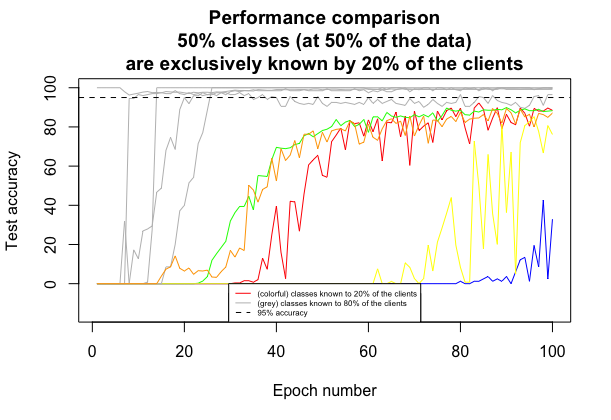 Performance comparison
50% classes (at 50% of the data)
are exclusively known by 20% of the clients
Test accuracy
100
80
60
40
20
0
(colorful) classes known to 20% of the clients
(grey) classes known to 80% of the clients
95% accuracy
0 20 40 60 80 100
Epoch number